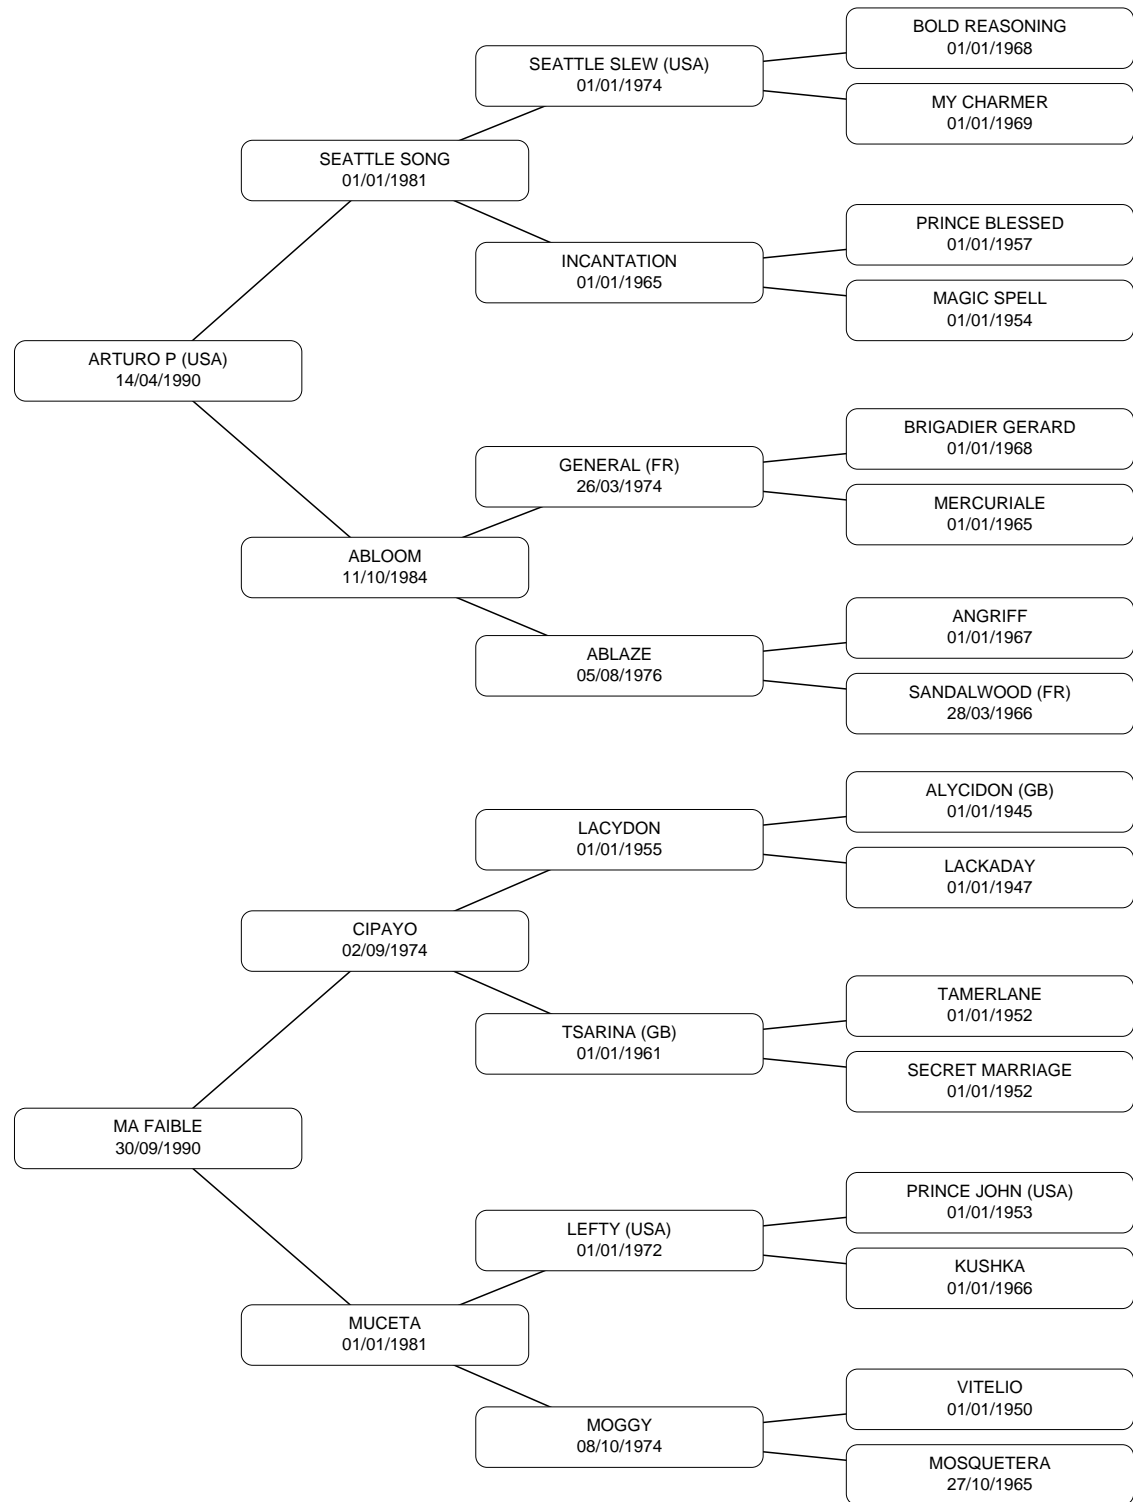 BOLD REASONING
01/01/1968
SEATTLE SLEW (USA)
01/01/1974
MY CHARMER
01/01/1969
SEATTLE SONG
01/01/1981
PRINCE BLESSED
01/01/1957
INCANTATION
01/01/1965
MAGIC SPELL
01/01/1954
ARTURO P (USA)
14/04/1990
BRIGADIER GERARD
01/01/1968
GENERAL (FR)
26/03/1974
MERCURIALE
01/01/1965
ABLOOM
11/10/1984
ANGRIFF
01/01/1967
ABLAZE
05/08/1976
SANDALWOOD (FR)
28/03/1966
ALYCIDON (GB)
01/01/1945
LACYDON
01/01/1955
LACKADAY
01/01/1947
CIPAYO
02/09/1974
TAMERLANE
01/01/1952
TSARINA (GB)
01/01/1961
SECRET MARRIAGE
01/01/1952
MA FAIBLE
30/09/1990
PRINCE JOHN (USA)
01/01/1953
LEFTY (USA)
01/01/1972
KUSHKA
01/01/1966
MUCETA
01/01/1981
VITELIO
01/01/1950
MOGGY
08/10/1974
MOSQUETERA
27/10/1965